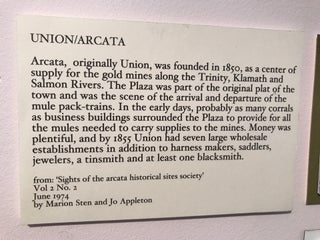 UNION/ARCATA
Arcata, originally Union, was founded in 1850, as a center of
supply for the gold mines along the Trinity, Klamath and
Salmon Rivers. The Plaza was part of the original plat of the
town and was the scene of the arrival and departure of the
mule pack-trains. In the early days, probably as many corrals
as business buildings surrounded the Plaza to provide for all
the mules needed to carry supplies to the mines. Money was
plentiful, and by 1855 Union had seven large wholesale
establishments in addition to harness makers, saddlers,
jewelers, a tinsmith and at least one blacksmith.
from: 'Sights of the arcata historical sites society'
Vol 2 No. 2
June 1974
by Marion Sten and Jo Appleton